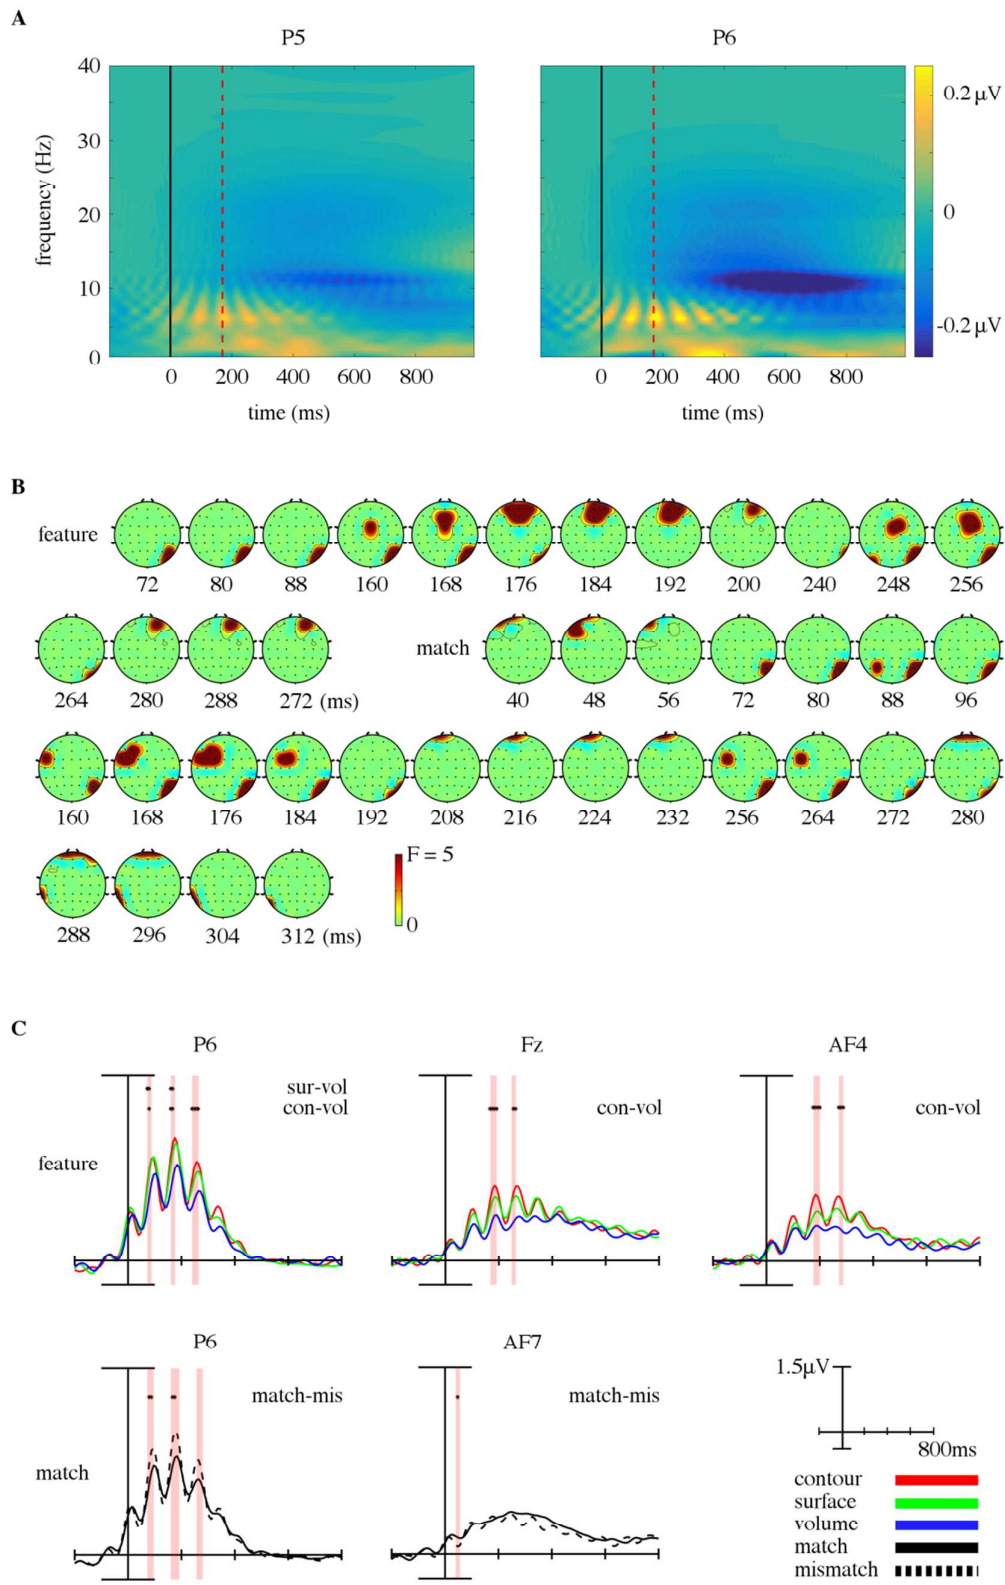 A
P5
P6
40
30
20
10
0
frequency (Hz)
0.2 μV
0
-0.2 μV
0 200 400 600 800
0 200 400 600 800
time (ms)
time (ms)
B
feature
72 80 88 160 168 176 184 192 200 240 248 256
264 280 288 272 (ms)
match
40 48 56 72 80 88 96
160 168 176 184 192 208 216 224 232 256 264 272 280
288 296 304 312 (ms)
F = 5
0
C
P6
Fz
AF4
sur-vol
con-vol
con-vol
con-vol
feature
P6
AF7
match-mis
match-mis
match
1.5μV
800ms
contour
surface
volume
match
mismatch